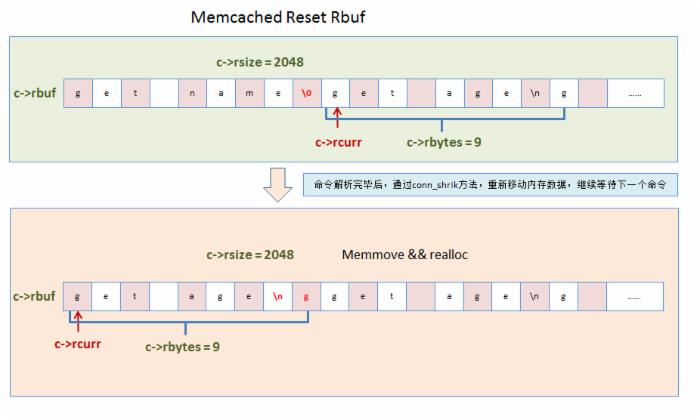 Memcached Reset Rbuf
c->rsize = 2048
c->rbuf g e t n a m e \0 g e t a g e \n g ......
c->rcurr c->rbytes = 9
命令解析完毕后，通过conn_shrik方法，重新移动内存数据，继续等待下一个命令
c->rsize = 2048 Memmove && realloc
c->rbuf g e t a g e \n g g e t a g e \n g ......
c->rcurr c->rbytes = 9